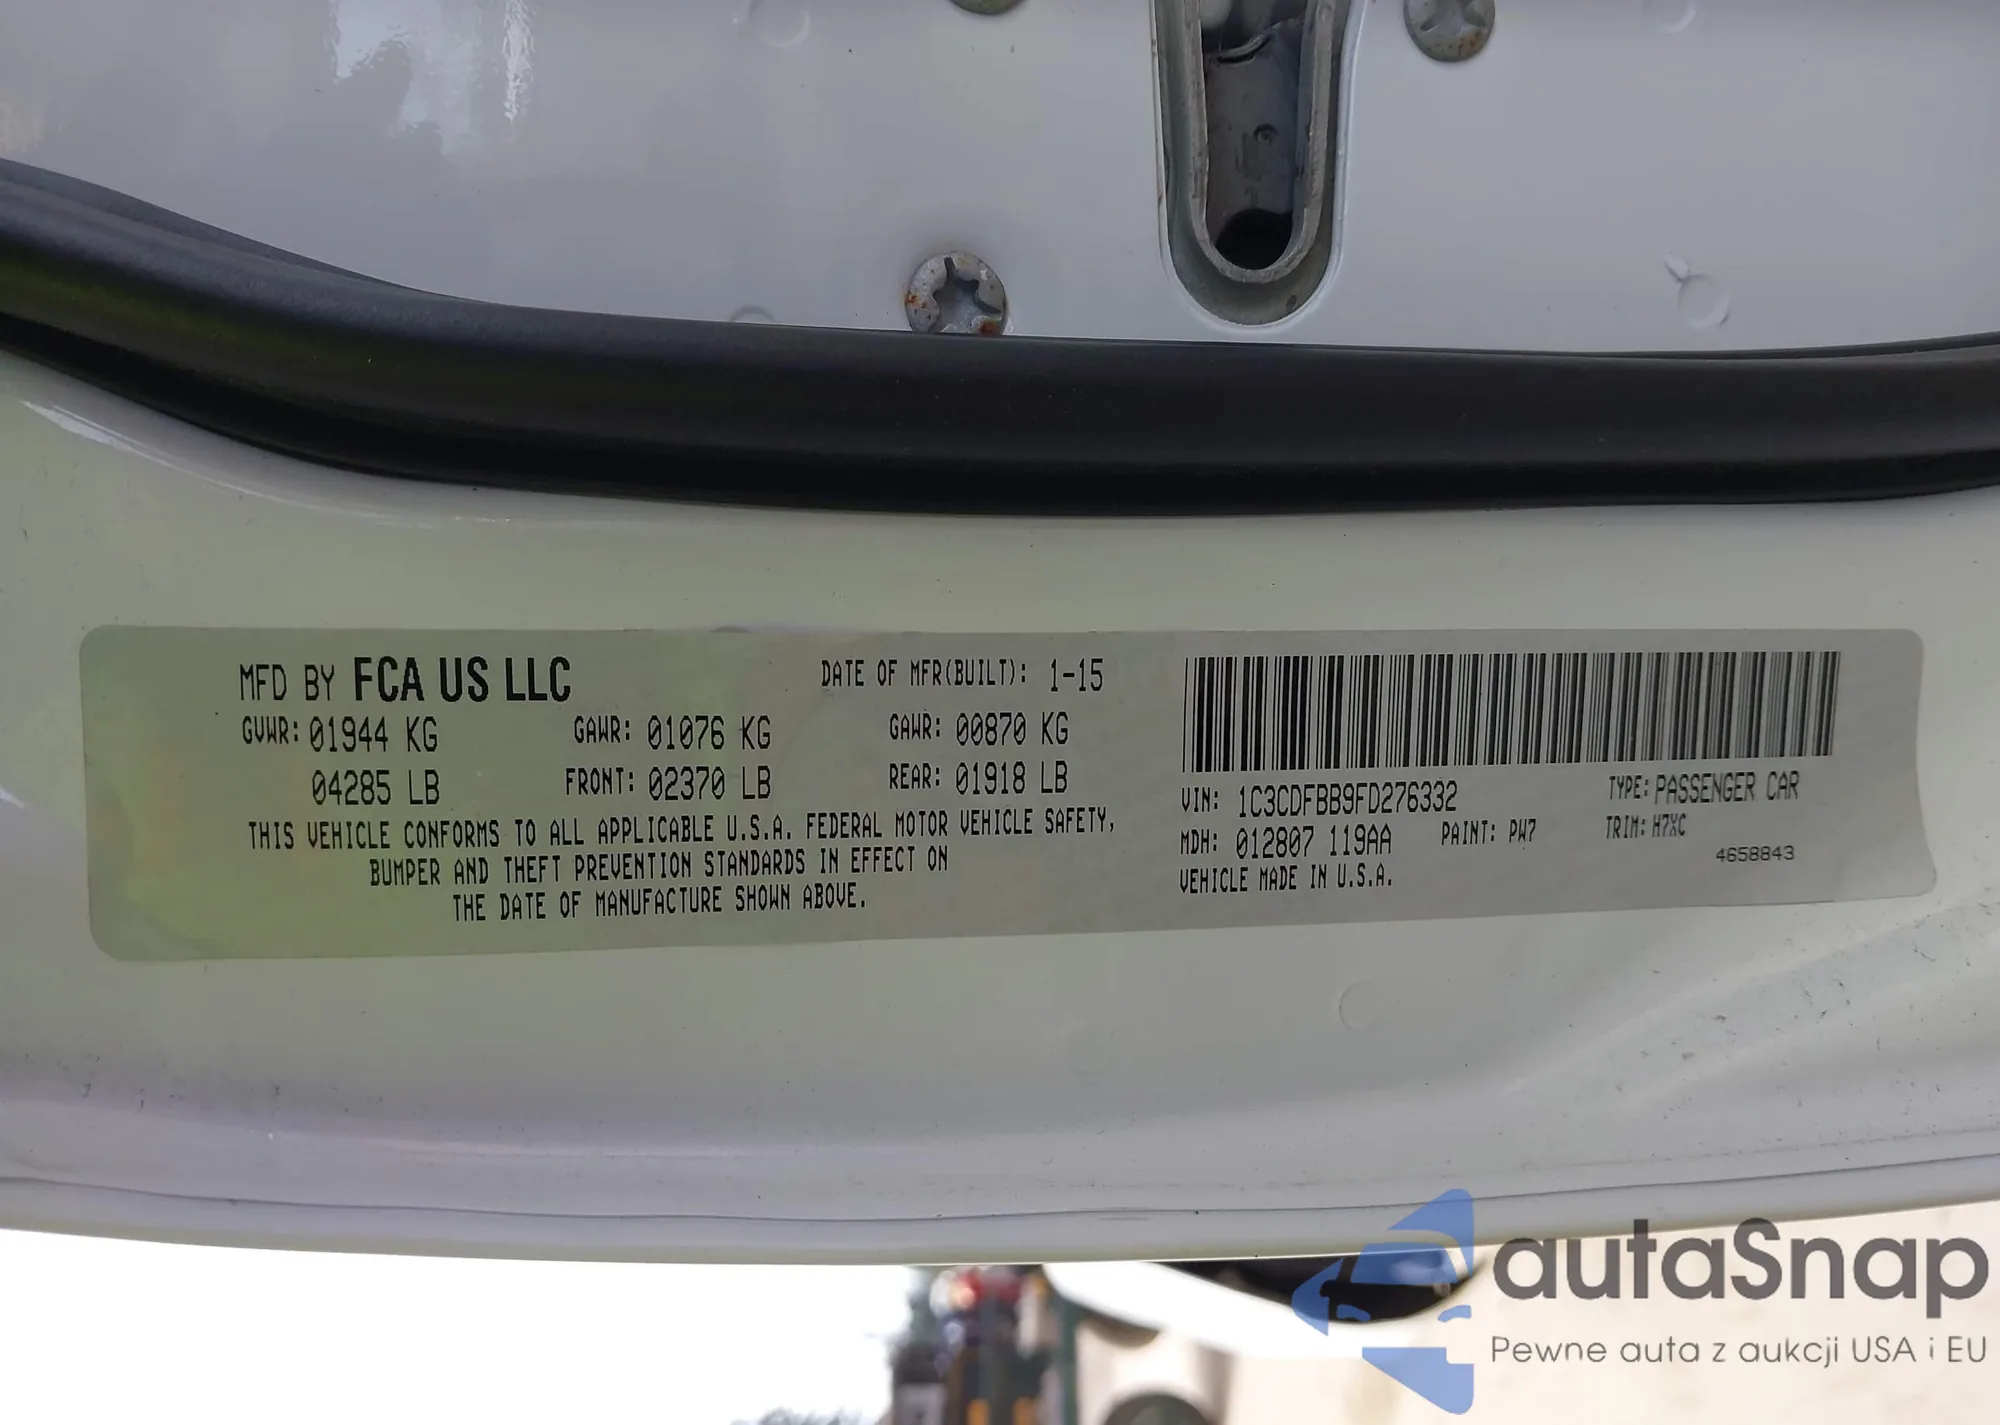 MFD BY FCA US LLC DATE OF MFR(BUILT): 1-15
GVWR: 01944 KG GAWR: 01076 KG GAWR: 00870 KG
04285 LB FRONT: 02370 LB REAR: 01918 LB
THIS VEHICLE CONFORMS TO ALL APPLICABLE U.S.A. FEDERAL MOTOR VEHICLE SAFETY,
BUMPER AND THEFT PREVENTION STANDARDS IN EFFECT ON
THE DATE OF MANUFACTURE SHOWN ABOVE.
VIN: 1C3CDFBB9FD276332 TYPE: PASSENGER CAR
MDH: 012807 119AA PAINT: PW7 TRIM: H7XC
VEHICLE MADE IN U.S.A. 4658843
autaSnap
Pewne auta z aukcji USA i EU